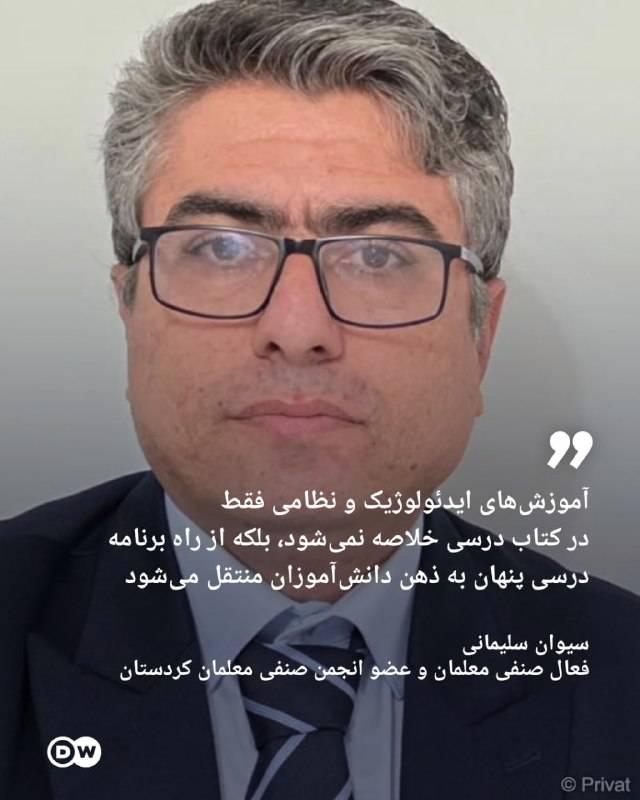 ”
آموزش‌های ایدئولوژیک و نظامی فقط
در کتاب درسی خلاصه نمی‌شود، بلکه از راه برنامه
درسی پنهان به ذهن دانش‌آموزان منتقل می‌شود
سیوان سلیمانی
فعال صنفی معلمان و عضو انجمن صنفی معلمان کردستان
DW
© Privat